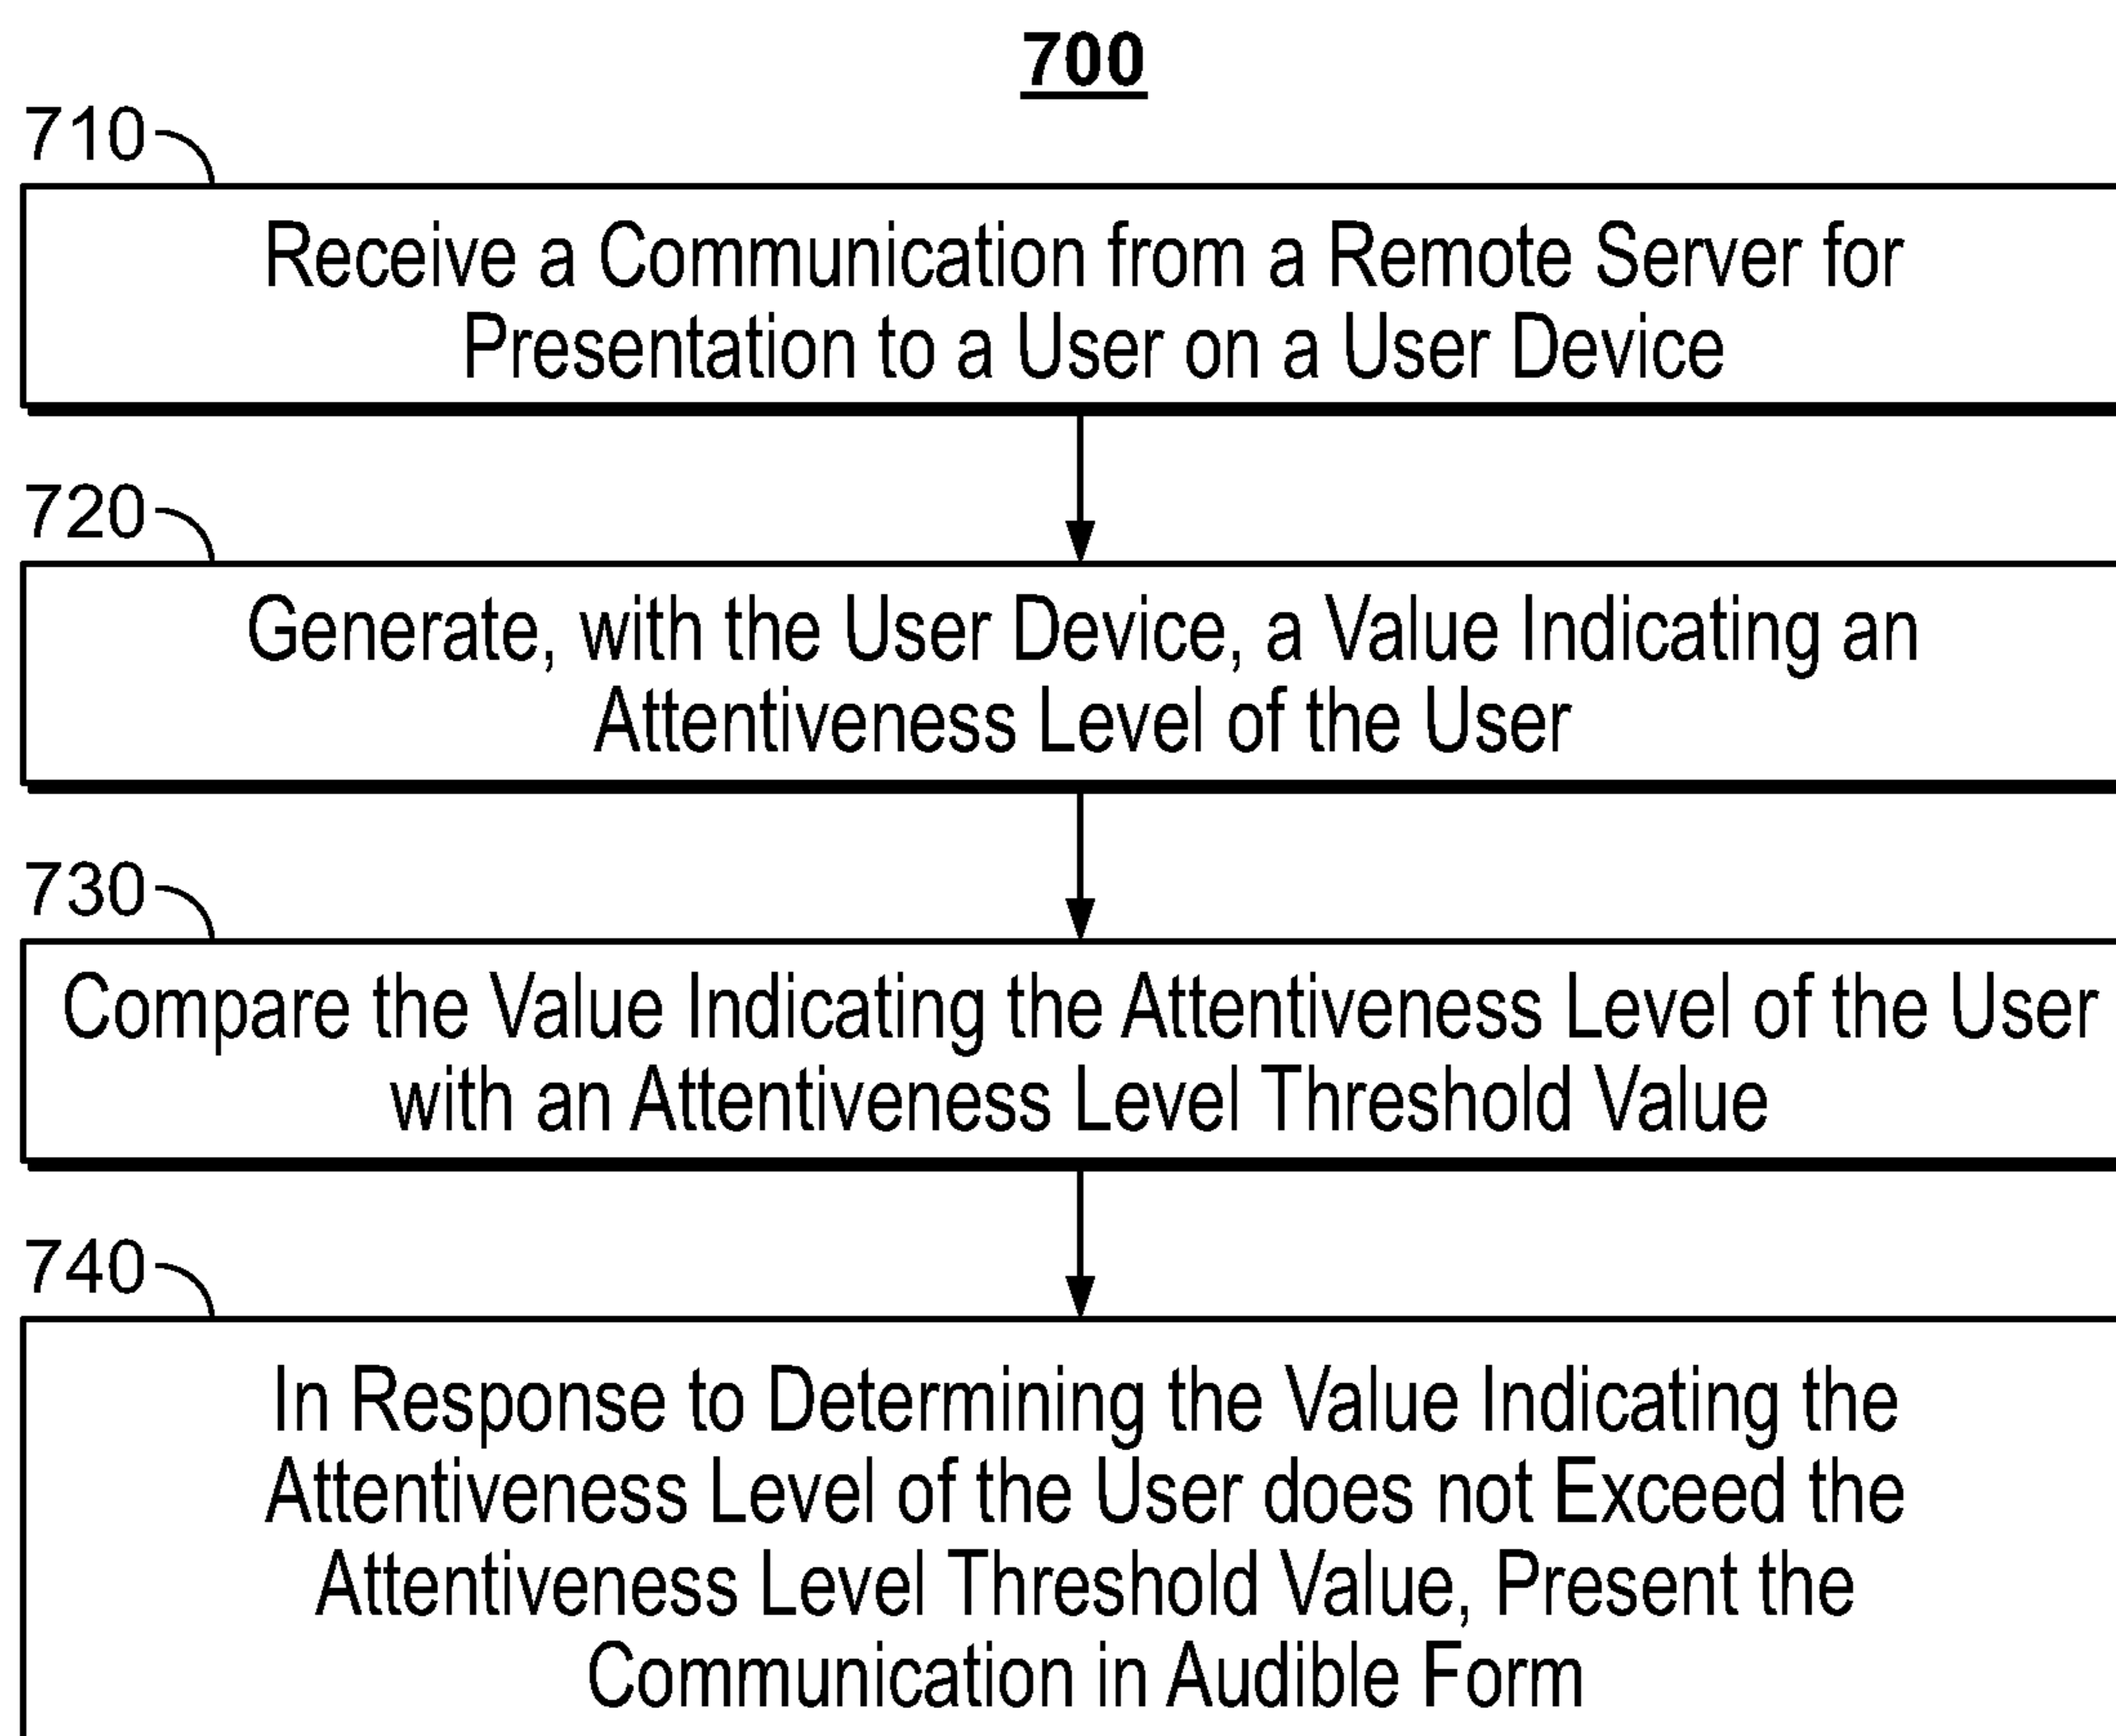 700
710
Receive a Communication from a Remote Server for
Presentation to a User on a User Device
720
Generate, with the User Device, a Value Indicating an
Attentiveness Level of the User
730
Compare the Value Indicating the Attentiveness Level of the User
with an Attentiveness Level Threshold Value
740
In Response to Determining the Value Indicating the
Attentiveness Level of the User does not Exceed the
Attentiveness Level Threshold Value, Present the
Communication in Audible Form